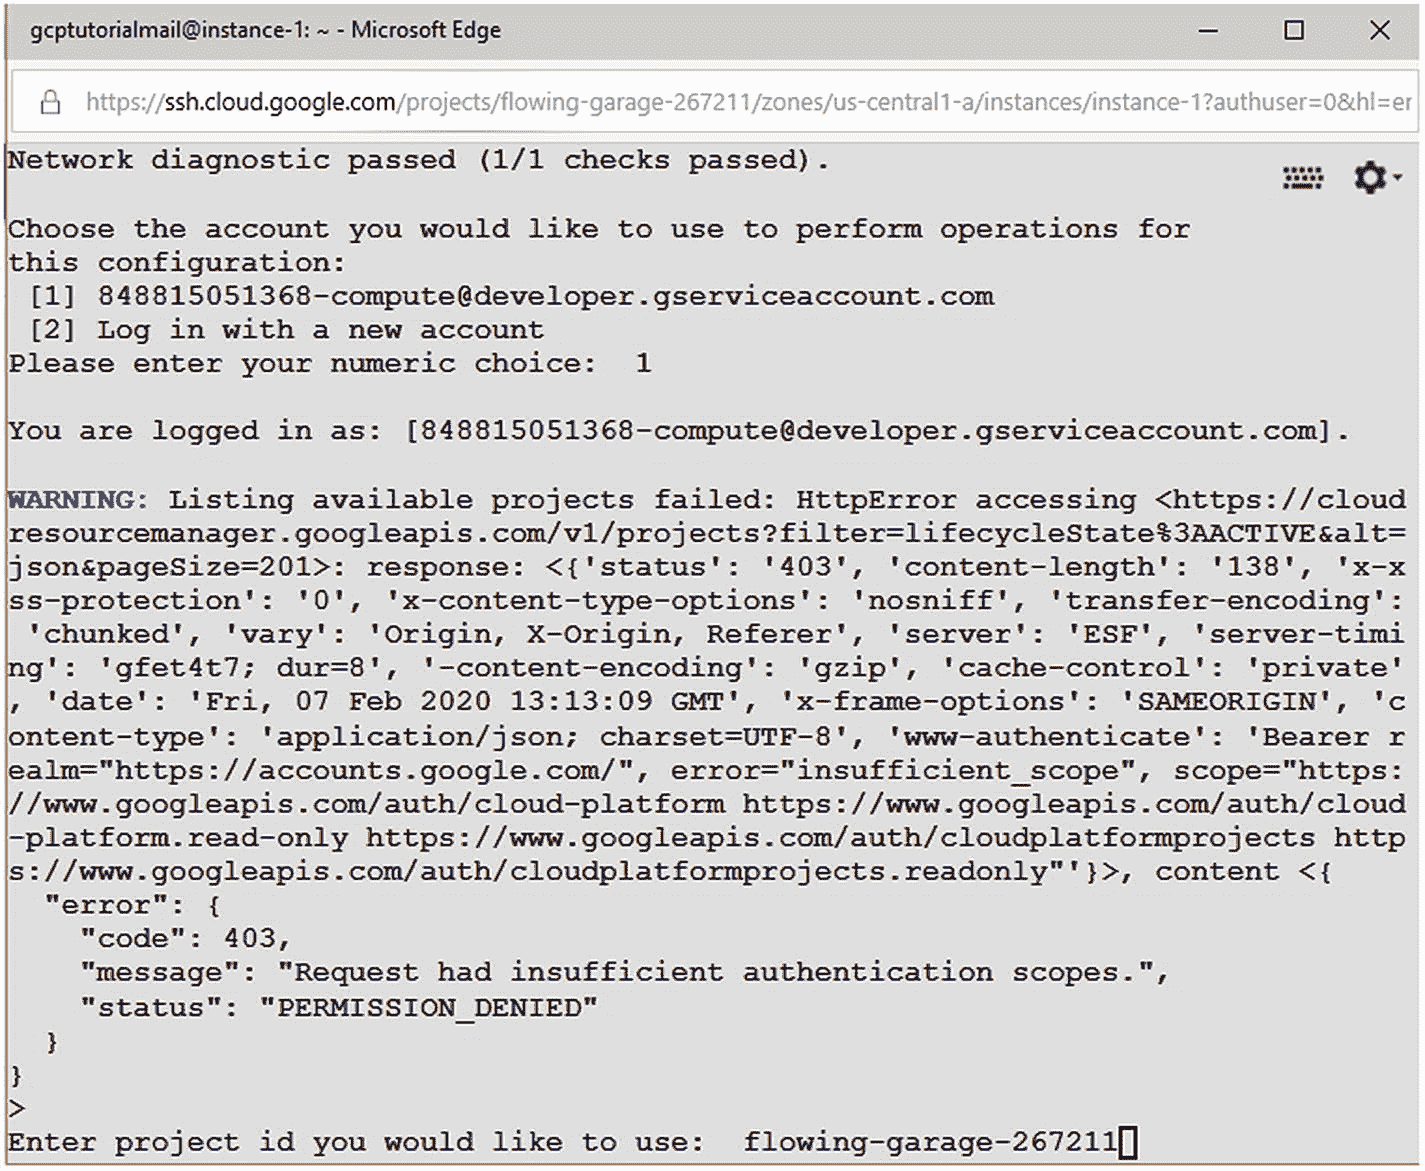 gcptutorialmail@instance-1: ~ - Microsoft Edge
https://ssh.cloud.google.com/projects/flowing-garage-267211/zones/us-central1-a/instances/instance-1?authuser=0&hl=er
Network diagnostic passed (1/1 checks passed).
Choose the account you would like to use to perform operations for
this configuration:
[1] 848815051368-compute@developer.gserviceaccount.com
[2] Log in with a new account
Please enter your numeric choice:  1
You are logged in as: [848815051368-compute@developer.gserviceaccount.com].
WARNING: Listing available projects failed: HttpError accessing <https://cloud
resourcemanager.googleapis.com/v1/projects?filter=lifecycleState%3AACTIVE&alt=
json&pageSize=201>: response: <{'status': '403', 'content-length': '138', 'x-x
ss-protection': '0', 'x-content-type-options': 'nosniff', 'transfer-encoding':
'chunked', 'vary': 'Origin, X-Origin, Referer', 'server': 'ESF', 'server-timi
ng': 'gfet4t7; dur=8', '-content-encoding': 'gzip', 'cache-control': 'private'
, 'date': 'Fri, 07 Feb 2020 13:13:09 GMT', 'x-frame-options': 'SAMEORIGIN', 'c
ontent-type': 'application/json; charset=UTF-8', 'www-authenticate': 'Bearer r
ealm="https://accounts.google.com/", error="insufficient_scope", scope="https:
//www.googleapis.com/auth/cloud-platform https://www.googleapis.com/auth/cloud
-platform.read-only https://www.googleapis.com/auth/cloudplatformprojects http
s://www.googleapis.com/auth/cloudplatformprojects.readonly"'}>, content <{
"error": {
"code": 403,
"message": "Request had insufficient authentication scopes.",
"status": "PERMISSION_DENIED"
}
}
>
Enter project id you would like to use:  flowing-garage-267211